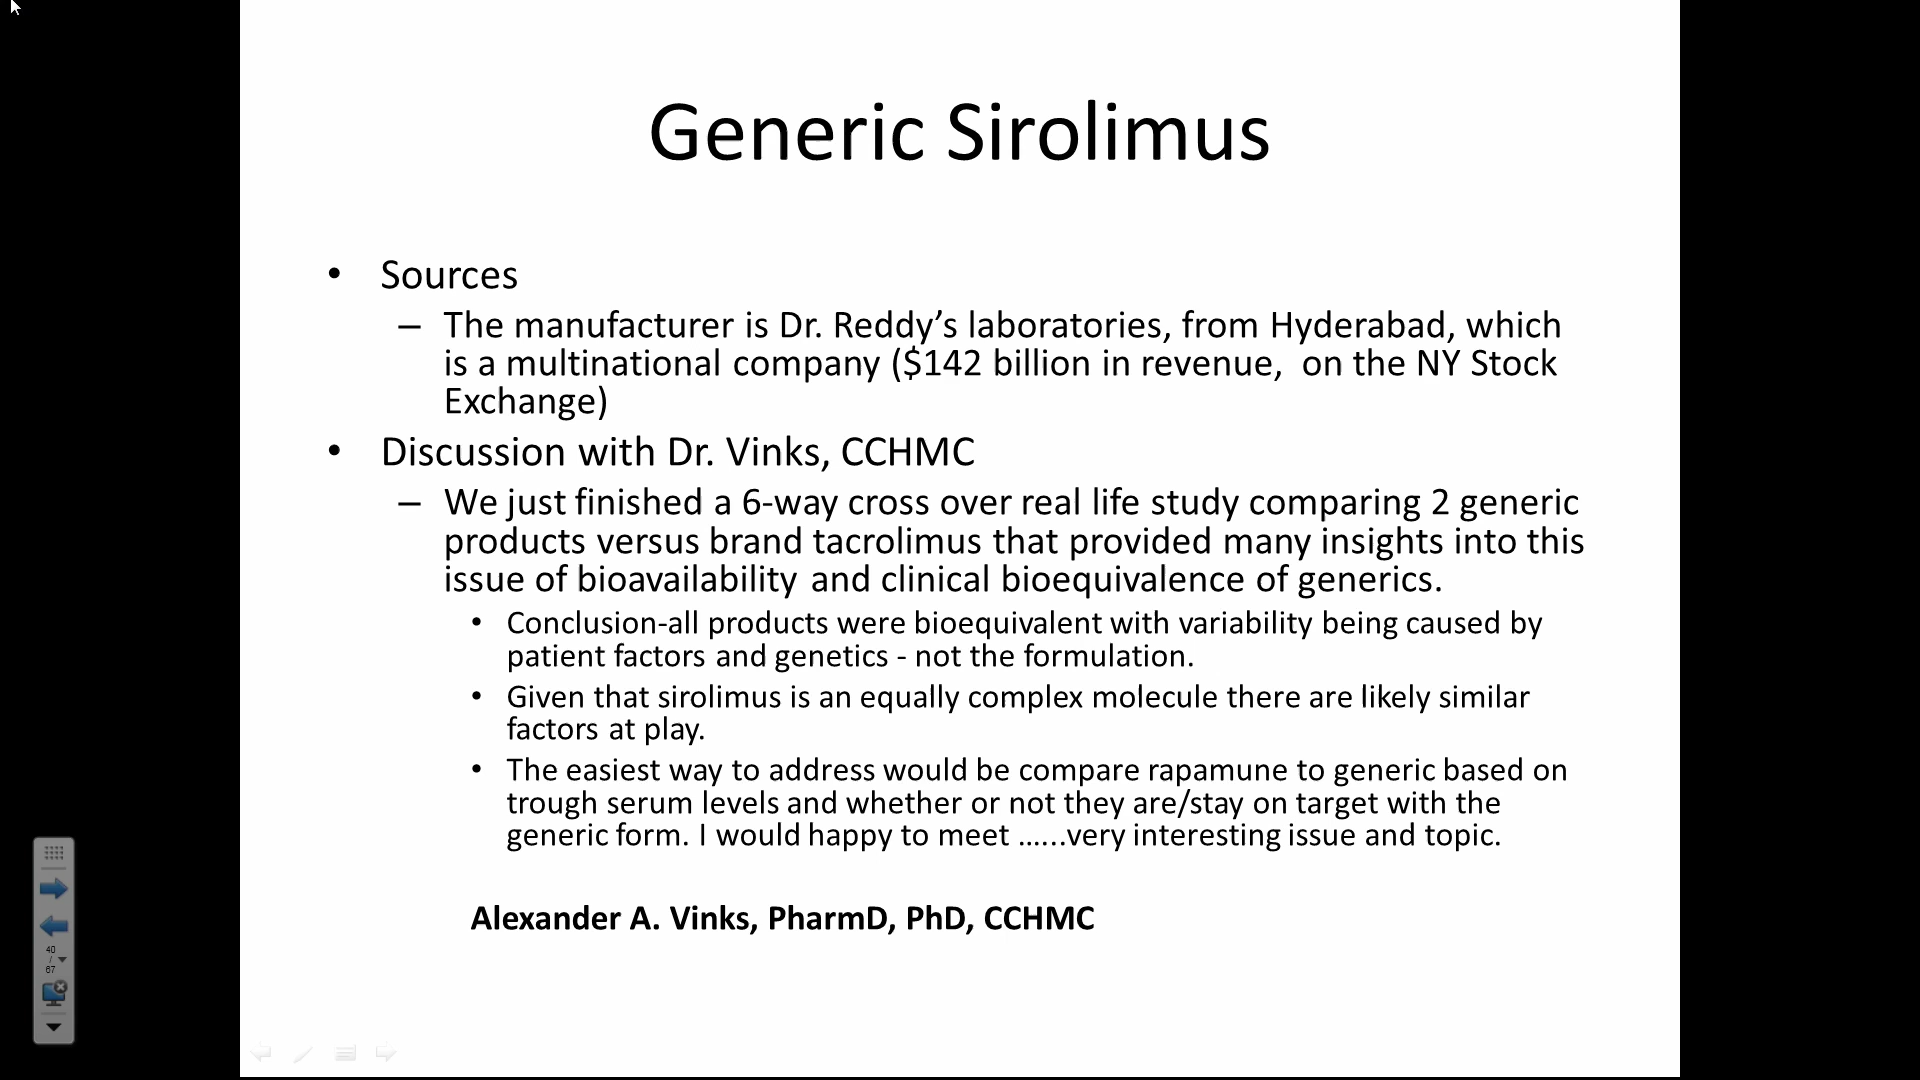 Generic Sirolimus
• Sources
– The manufacturer is Dr. Reddy’s laboratories, from Hyderabad, which
is a multinational company ($142 billion in revenue,  on the NY Stock
Exchange)
• Discussion with Dr. Vinks, CCHMC
– We just finished a 6-way cross over real life study comparing 2 generic
products versus brand tacrolimus that provided many insights into this
issue of bioavailability and clinical bioequivalence of generics.
• Conclusion-all products were bioequivalent with variability being caused by
patient factors and genetics - not the formulation.
• Given that sirolimus is an equally complex molecule there are likely similar
factors at play.
• The easiest way to address would be compare rapamune to generic based on
trough serum levels and whether or not they are/stay on target with the
generic form. I would happy to meet …...very interesting issue and topic.
Alexander A. Vinks, PharmD, PhD, CCHMC
40
/
67